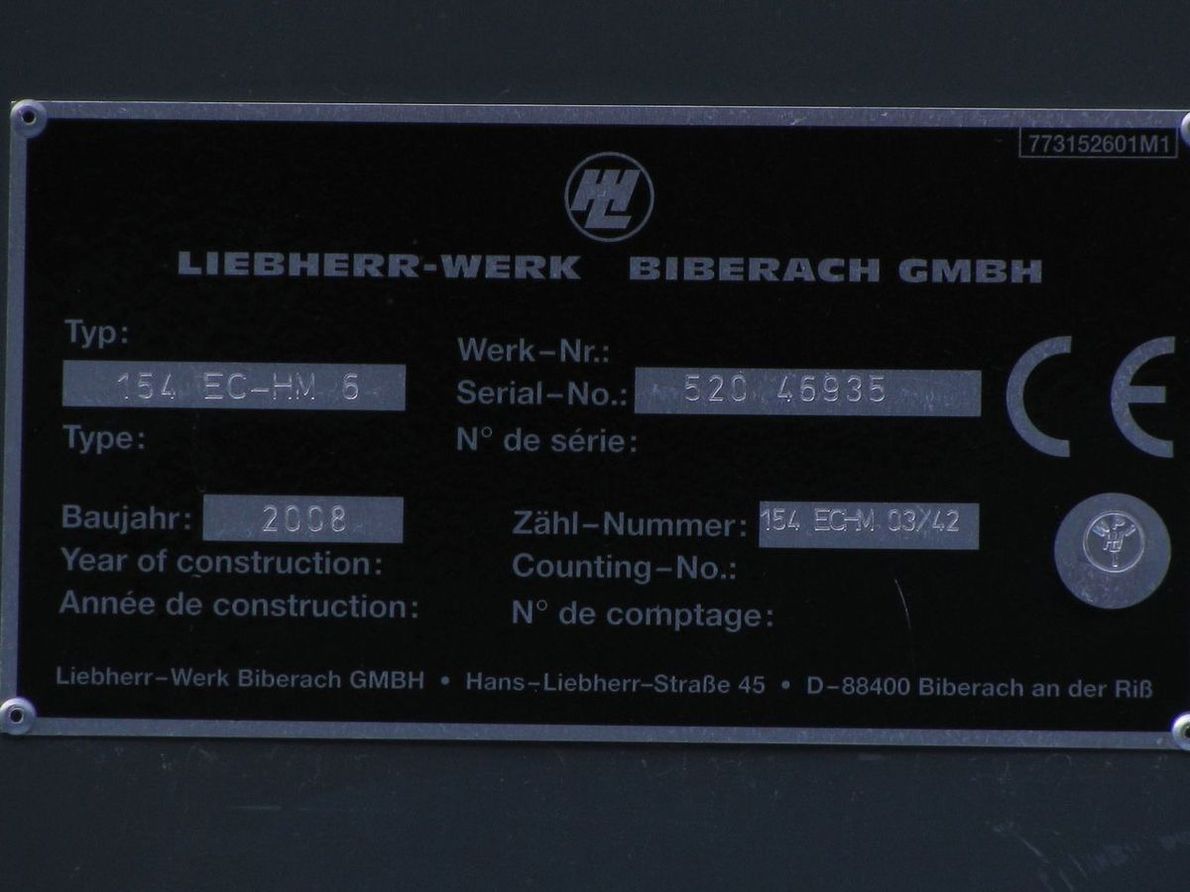 773152601M1
LIEBHERR-WERK BIBERACH GMBH
Typ:
154 EC-HM 6
Type:
Werk-Nr.:
Serial-No.: 520 46935
N° de série:
CE
Baujahr: 2008
Year of construction:
Année de construction:
Zähl-Nummer: 154 EC-HM 03/42
Counting-No.:
N° de comptage:
Liebherr-Werk Biberach GMBH • Hans-Liebherr-Straße 45 • D-88400 Biberach an der Riß